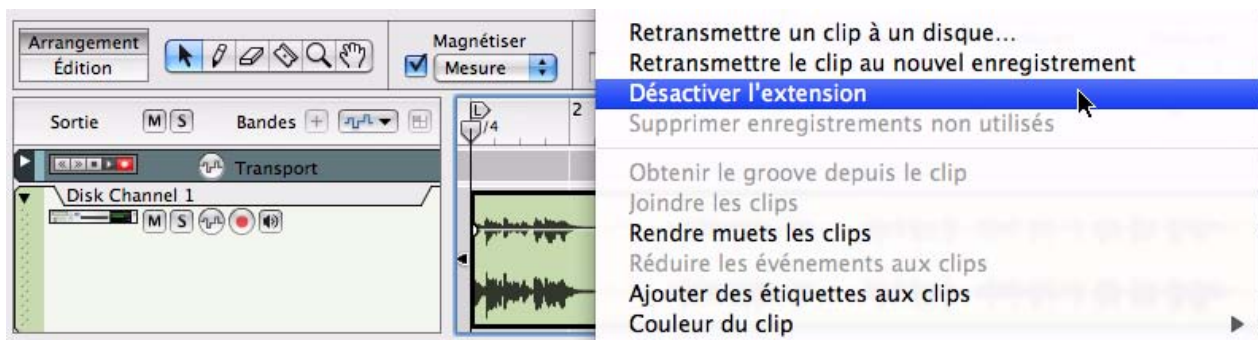 Arrangement
Édition
Magnétiser
Mesure
Sortie M S Bandes
L
/4
2
Transport
Disk Channel 1
M S
Retransmettre un clip à un disque...
Retransmettre le clip au nouvel enregistrement
Désactiver l'extension
Supprimer enregistrements non utilisés
Obtenir le groove depuis le clip
Joindre les clips
Rendre muets les clips
Réduire les événements aux clips
Ajouter des étiquettes aux clips
Couleur du clip